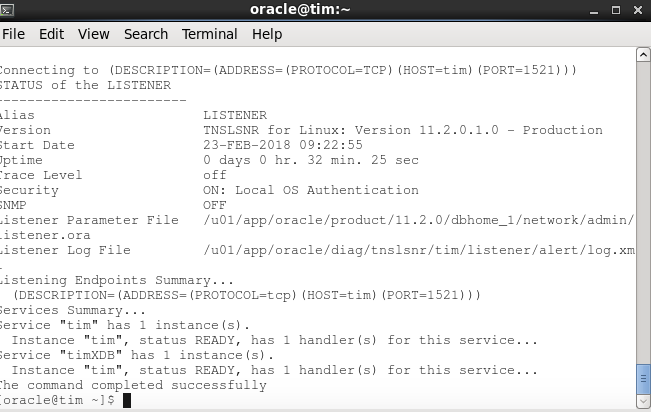 oracle@tim:~
File Edit View Search Terminal Help
Connecting to (DESCRIPTION=(ADDRESS=(PROTOCOL=TCP)(HOST=tim)(PORT=1521)))
STATUS of the LISTENER
------------------------
Alias LISTENER
Version TNSLSNR for Linux: Version 11.2.0.1.0 - Production
Start Date 23-FEB-2018 09:22:55
Uptime 0 days 0 hr. 32 min. 25 sec
Trace Level off
Security ON: Local OS Authentication
SNMP OFF
Listener Parameter File /u01/app/oracle/product/11.2.0/dbhome_1/network/admin/
listener.ora
Listener Log File /u01/app/oracle/diag/tnslsnr/tim/listener/alert/log.xm
l
Listening Endpoints Summary...
(DESCRIPTION=(ADDRESS=(PROTOCOL=tcp)(HOST=tim)(PORT=1521)))
Services Summary...
Service "tim" has 1 instance(s).
Instance "tim", status READY, has 1 handler(s) for this service...
Service "timXDB" has 1 instance(s).
Instance "tim", status READY, has 1 handler(s) for this service...
The command completed successfully
[oracle@tim ~]$